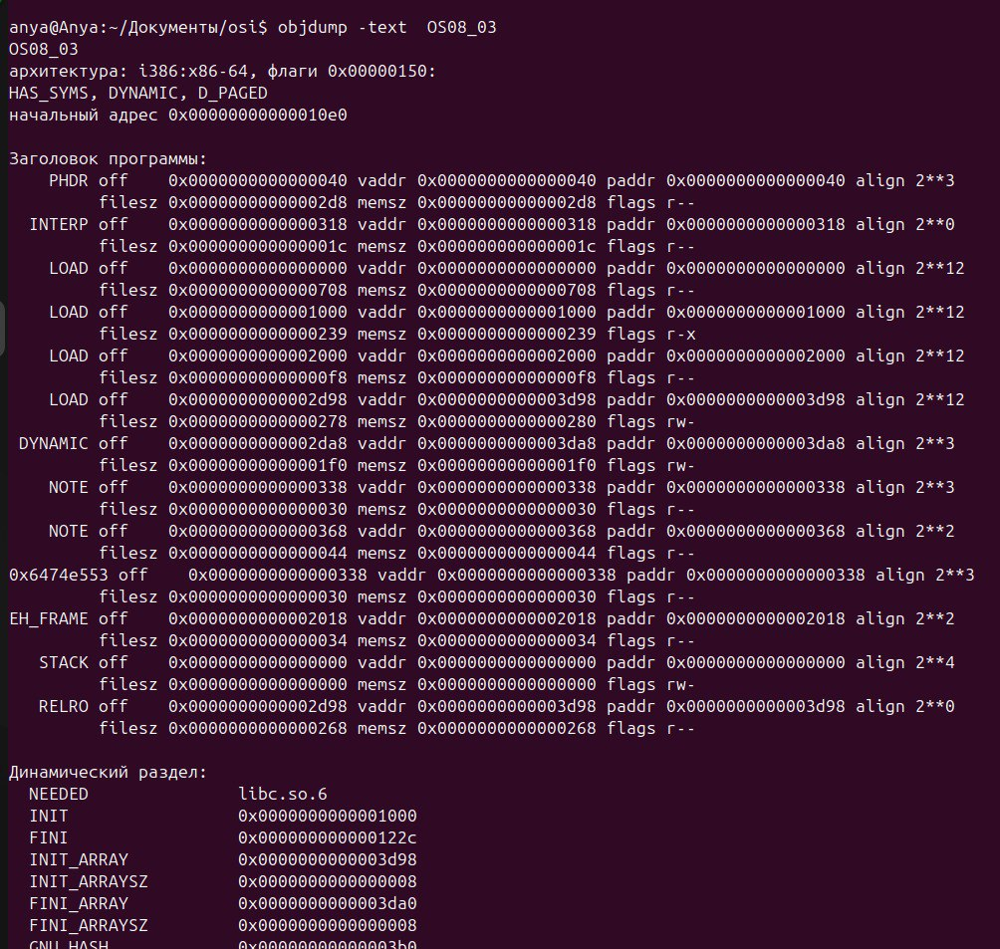 anya@Anya:~/Документы/osi$ objdump -text  OS08_03
OS08_03
архитектура: i386:x86-64, флаги 0x00000150:
HAS_SYMS, DYNAMIC, D_PAGED
начальный адрес 0x00000000000010e0

Заголовок программы:
    PHDR off    0x0000000000000040 vaddr 0x0000000000000040 paddr 0x0000000000000040 align 2**3
         filesz 0x00000000000002d8 memsz 0x00000000000002d8 flags r--
  INTERP off    0x0000000000000318 vaddr 0x0000000000000318 paddr 0x0000000000000318 align 2**0
         filesz 0x000000000000001c memsz 0x000000000000001c flags r--
    LOAD off    0x0000000000000000 vaddr 0x0000000000000000 paddr 0x0000000000000000 align 2**12
         filesz 0x0000000000000708 memsz 0x0000000000000708 flags r--
    LOAD off    0x0000000000001000 vaddr 0x0000000000001000 paddr 0x0000000000001000 align 2**12
         filesz 0x0000000000000239 memsz 0x0000000000000239 flags r-x
    LOAD off    0x0000000000002000 vaddr 0x0000000000002000 paddr 0x0000000000002000 align 2**12
         filesz 0x00000000000000f8 memsz 0x00000000000000f8 flags r--
    LOAD off    0x0000000000002d98 vaddr 0x0000000000003d98 paddr 0x0000000000003d98 align 2**12
         filesz 0x0000000000000278 memsz 0x0000000000000280 flags rw-
 DYNAMIC off    0x0000000000002da8 vaddr 0x0000000000003da8 paddr 0x0000000000003da8 align 2**3
         filesz 0x00000000000001f0 memsz 0x00000000000001f0 flags rw-
    NOTE off    0x0000000000000338 vaddr 0x0000000000000338 paddr 0x0000000000000338 align 2**3
         filesz 0x0000000000000030 memsz 0x0000000000000030 flags r--
    NOTE off    0x0000000000000368 vaddr 0x0000000000000368 paddr 0x0000000000000368 align 2**2
         filesz 0x0000000000000044 memsz 0x0000000000000044 flags r--
0x6474e553 off    0x0000000000000338 vaddr 0x0000000000000338 paddr 0x0000000000000338 align 2**3
         filesz 0x0000000000000030 memsz 0x0000000000000030 flags r--
EH_FRAME off    0x0000000000002018 vaddr 0x0000000000002018 paddr 0x0000000000002018 align 2**2
         filesz 0x0000000000000034 memsz 0x0000000000000034 flags r--
   STACK off    0x0000000000000000 vaddr 0x0000000000000000 paddr 0x0000000000000000 align 2**4
         filesz 0x0000000000000000 memsz 0x0000000000000000 flags rw-
   RELRO off    0x0000000000002d98 vaddr 0x0000000000003d98 paddr 0x0000000000003d98 align 2**0
         filesz 0x0000000000000268 memsz 0x0000000000000268 flags r--

Динамический раздел:
  NEEDED               libc.so.6
  INIT                 0x0000000000001000
  FINI                 0x000000000000122c
  INIT_ARRAY           0x0000000000003d98
  INIT_ARRAYSZ         0x0000000000000008
  FINI_ARRAY           0x0000000000003da0
  FINI_ARRAYSZ         0x0000000000000008
  GNU_HASH             0x00000000000003b0